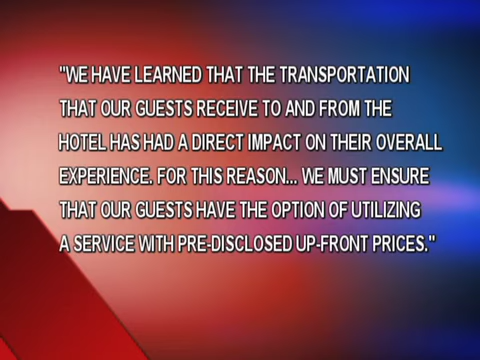 "WE HAVE LEARNED THAT THE TRANSPORTATION
THAT OUR GUESTS RECEIVE TO AND FROM THE
HOTEL HAS HAD A DIRECT IMPACT ON THEIR OVERALL
EXPERIENCE. FOR THIS REASON... WE MUST ENSURE
THAT OUR GUESTS HAVE THE OPTION OF UTILIZING
A SERVICE WITH PRE-DISCLOSED UP-FRONT PRICES."